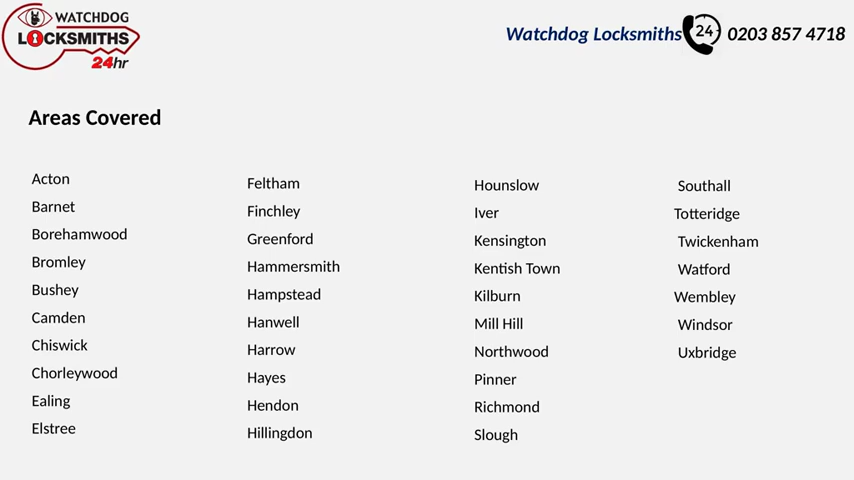 WATCHDOG
LOCKSMITHS
24hr
Watchdog Locksmiths 24 0203 857 4718
Areas Covered
Acton
Barnet
Borehamwood
Bromley
Bushey
Camden
Chiswick
Chorleywood
Ealing
Elstree
Feltham
Finchley
Greenford
Hammersmith
Hampstead
Hanwell
Harrow
Hayes
Hendon
Hillingdon
Hounslow
Iver
Kensington
Kentish Town
Kilburn
Mill Hill
Northwood
Pinner
Richmond
Slough
Southall
Totteridge
Twickenham
Watford
Wembley
Windsor
Uxbridge